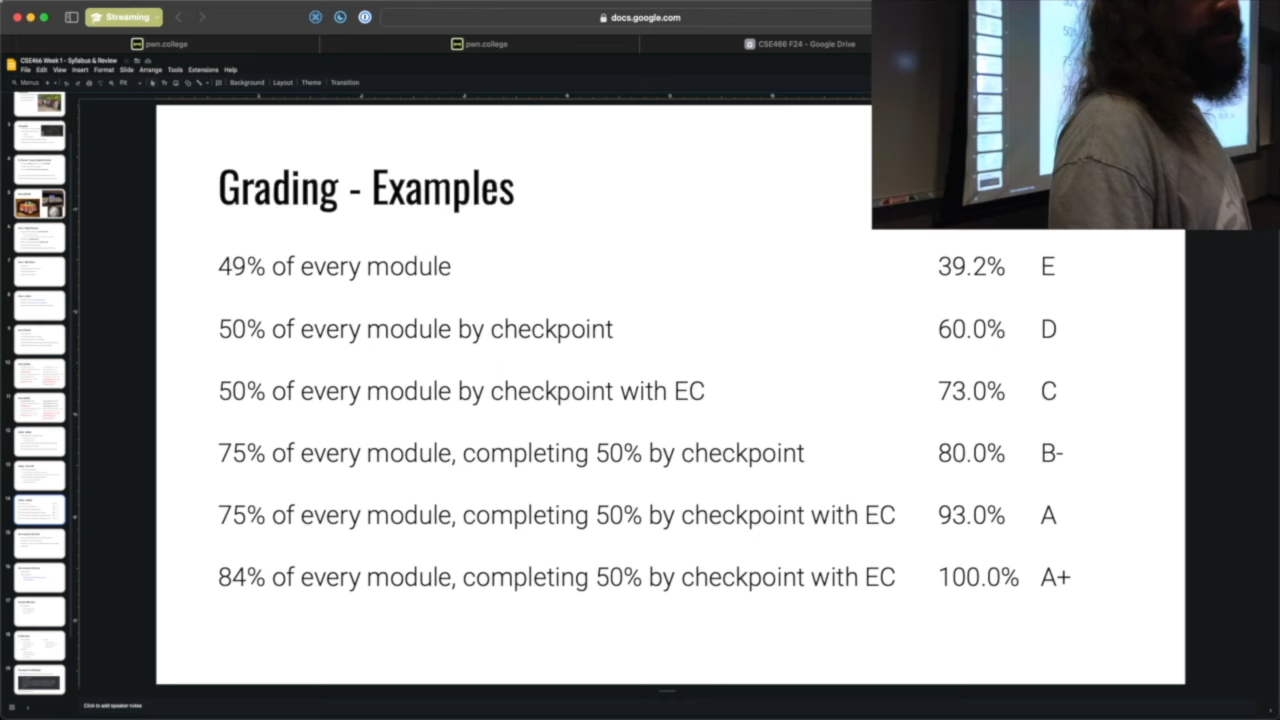 Streaming
docs.google.com
pwn.college
pwn.college
CSE466 F24 - Google Drive
CSE466 Week1 - Syllabus & Review
File Edit View Insert Format Slide Arrange Tools Extensions Help
Menus Fit Background Layout Theme Transition
Grading - Examples
49% of every module 39.2% E
50% of every module by checkpoint 60.0% D
50% of every module by checkpoint with EC 73.0% C
75% of every module, completing 50% by checkpoint 80.0% B-
75% of every module, completing 50% by checkpoint with EC 93.0% A
84% of every module, completing 50% by checkpoint with EC 100.0% A+
Click to add speaker notes